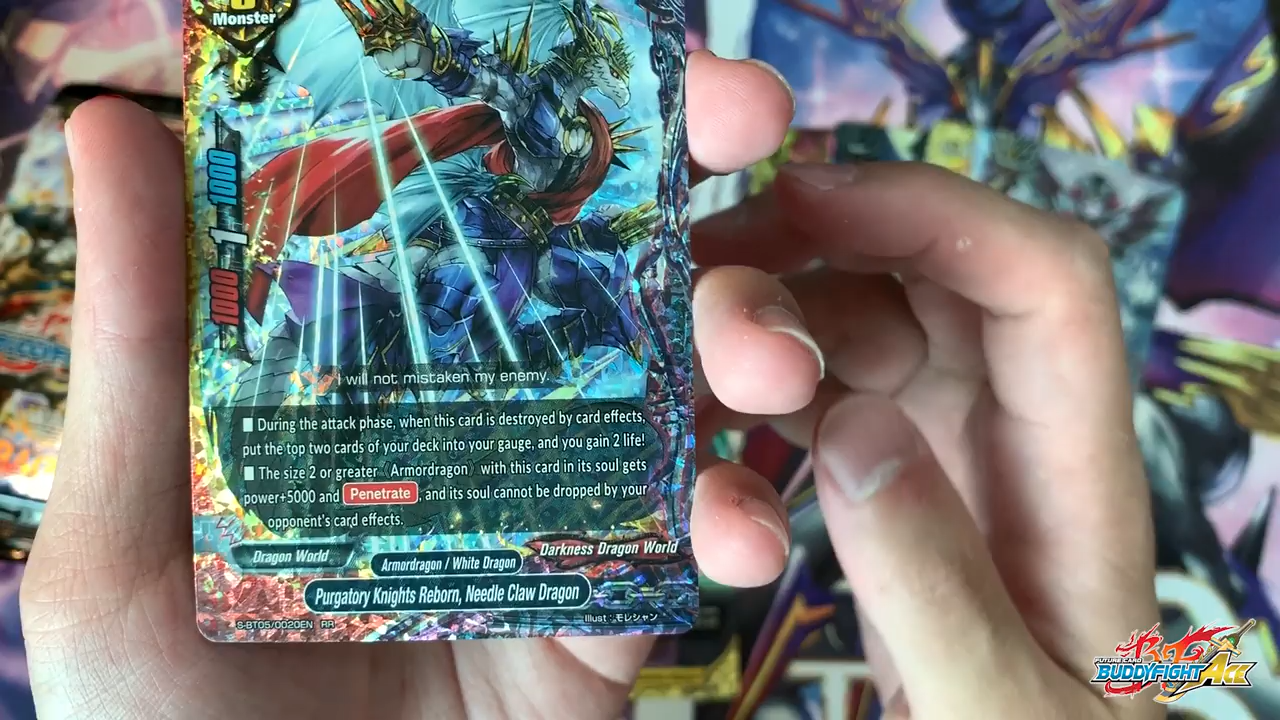 Monster
1000
1
1000
I will not mistaken my enemy.
■ During the attack phase, when this card is destroyed by card effects,
put the top two cards of your deck into your gauge, and you gain 2 life!
■ The size 2 or greater 《Armordragon》 with this card in its soul gets
power+5000 and Penetrate, and its soul cannot be dropped by your
opponent's card effects.
Dragon World
Armordragon / White Dragon
Darkness Dragon World
Purgatory Knights Reborn, Needle Claw Dragon
S-BT05/0020EN RR
Illust : モレシャン
FUTURE CARD
BUDDYFIGHT ACE